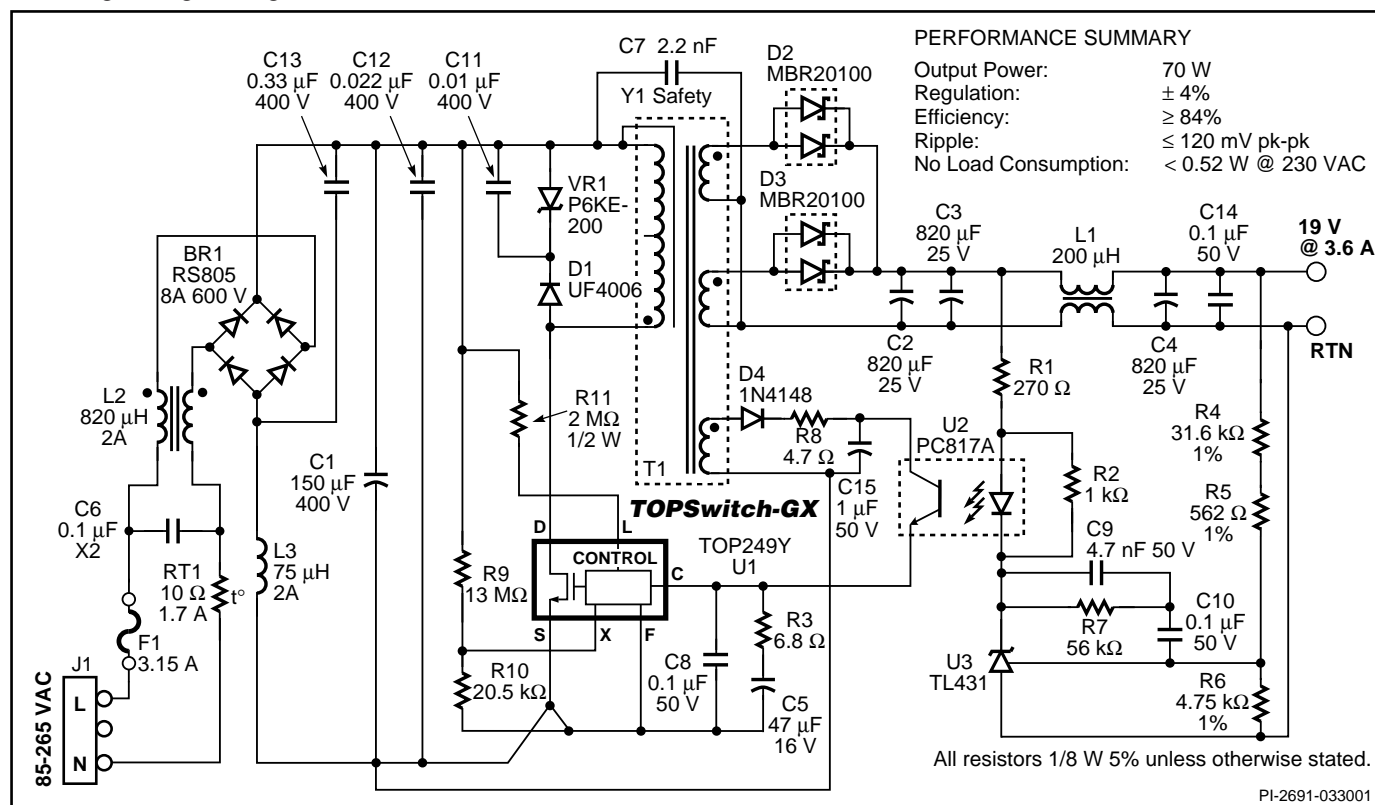 C13
0.33 µF
400 V
C12
0.022 µF
400 V
C11
0.01 µF
400 V
C7 2.2 nF
Y1 Safety
D2
MBR20100
PERFORMANCE SUMMARY
Output Power: 70 W
Regulation: ± 4%
Efficiency: ≥ 84%
Ripple: ≤ 120 mV pk-pk
No Load Consumption: < 0.52 W @ 230 VAC
VR1
P6KE-
200
D1
UF4006
BR1
RS805
8A 600 V
D3
MBR20100
C3
820 µF
25 V
L1
200 µH
C14
0.1 µF
50 V
19 V
@ 3.6 A
RTN
C2
820 µF
25 V
C4
820 µF
25 V
L2
820 µH
2A
C1
150 µF
400 V
R11
2 MΩ
1/2 W
T1
D4
1N4148
R8
4.7 Ω
C15
1 µF
50 V
U2
PC817A
R1
270 Ω
R2
1 kΩ
R4
31.6 kΩ
1%
R5
562 Ω
1%
C6
0.1 µF
X2
RT1
10 Ω
1.7 A
t°
L3
75 µH
2A
F1
3.15 A
J1
L
N
85-265 VAC
TOPSwitch-GX
D
L
CONTROL
C
S
X
F
TOP249Y
U1
R9
13 MΩ
R10
20.5 kΩ
C8
0.1 µF
50 V
R3
6.8 Ω
C5
47 µF
16 V
C9
4.7 nF 50 V
R7
56 kΩ
C10
0.1 µF
50 V
U3
TL431
R6
4.75 kΩ
1%
All resistors 1/8 W 5% unless otherwise stated.
PI-2691-033001